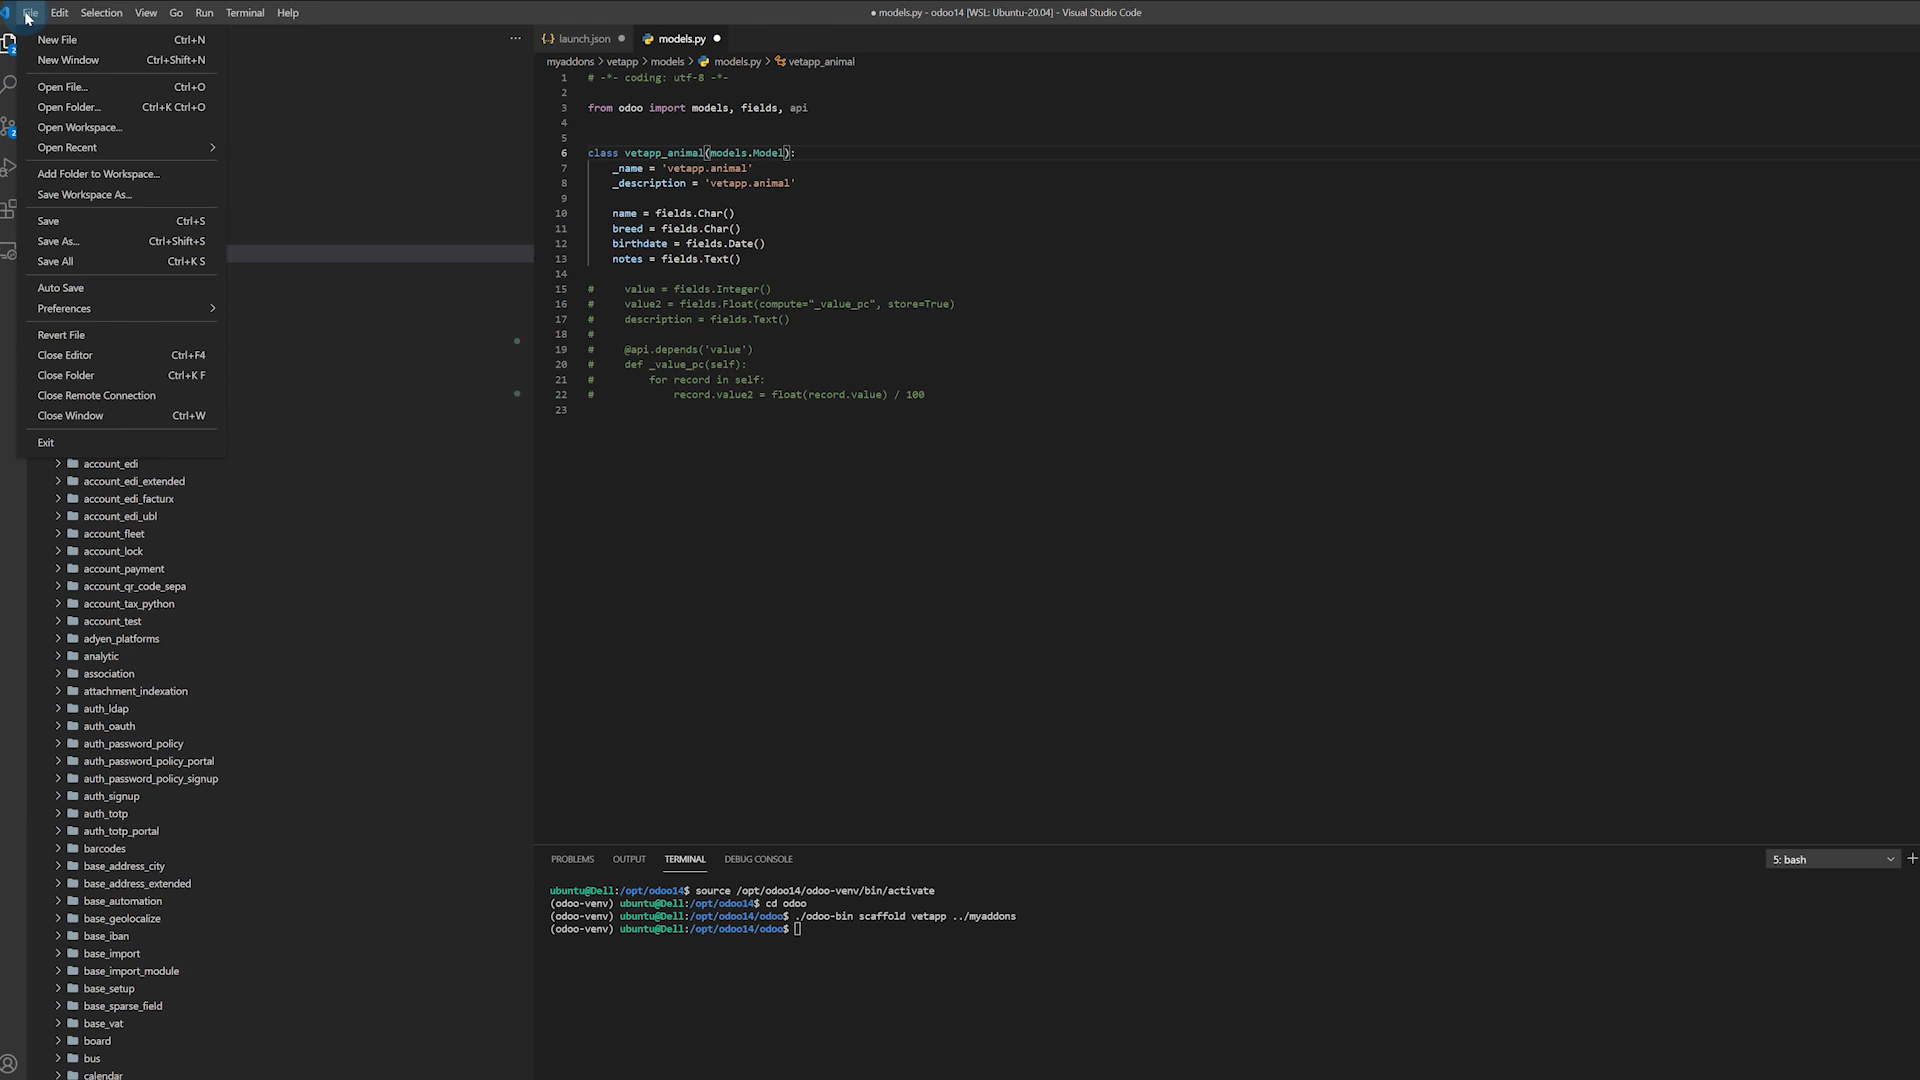 File Edit Selection View Go Run Terminal Help
● models.py - odoo14 [WSL: Ubuntu-20.04] - Visual Studio Code
New File Ctrl+N
New Window Ctrl+Shift+N
Open File... Ctrl+O
Open Folder... Ctrl+K Ctrl+O
Open Workspace...
Open Recent
Add Folder to Workspace...
Save Workspace As...
Save Ctrl+S
Save As... Ctrl+Shift+S
Save All Ctrl+K S
Auto Save
Preferences
Revert File
Close Editor Ctrl+F4
Close Folder Ctrl+K F
Close Remote Connection
Close Window Ctrl+W
Exit
2
2
account_edi
account_edi_extended
account_edi_facturx
account_edi_ubl
account_fleet
account_lock
account_payment
account_qr_code_sepa
account_tax_python
account_test
adyen_platforms
analytic
association
attachment_indexation
auth_ldap
auth_oauth
auth_password_policy
auth_password_policy_portal
auth_password_policy_signup
auth_signup
auth_totp
auth_totp_portal
barcodes
base_address_city
base_address_extended
base_automation
base_geolocalize
base_iban
base_import
base_import_module
base_setup
base_sparse_field
base_vat
board
bus
calendar
{} launch.json ● models.py ●
myaddons > vetapp > models > models.py > vetapp_animal
1 # -*- coding: utf-8 -*-
2
3 from odoo import models, fields, api
4
5
6 class vetapp_animal(models.Model):
7 _name = 'vetapp.animal'
8 _description = 'vetapp.animal'
9
10 name = fields.Char()
11 breed = fields.Char()
12 birthdate = fields.Date()
13 notes = fields.Text()
14
15 # value = fields.Integer()
16 # value2 = fields.Float(compute="_value_pc", store=True)
17 # description = fields.Text()
18 #
19 # @api.depends('value')
20 # def _value_pc(self):
21 # for record in self:
22 # record.value2 = float(record.value) / 100
23
PROBLEMS OUTPUT TERMINAL DEBUG CONSOLE 5: bash
ubuntu@Dell:/opt/odoo14$ source /opt/odoo14/odoo-venv/bin/activate
(odoo-venv) ubuntu@Dell:/opt/odoo14$ cd odoo
(odoo-venv) ubuntu@Dell:/opt/odoo14/odoo$ ./odoo-bin scaffold vetapp ../myaddons
(odoo-venv) ubuntu@Dell:/opt/odoo14/odoo$